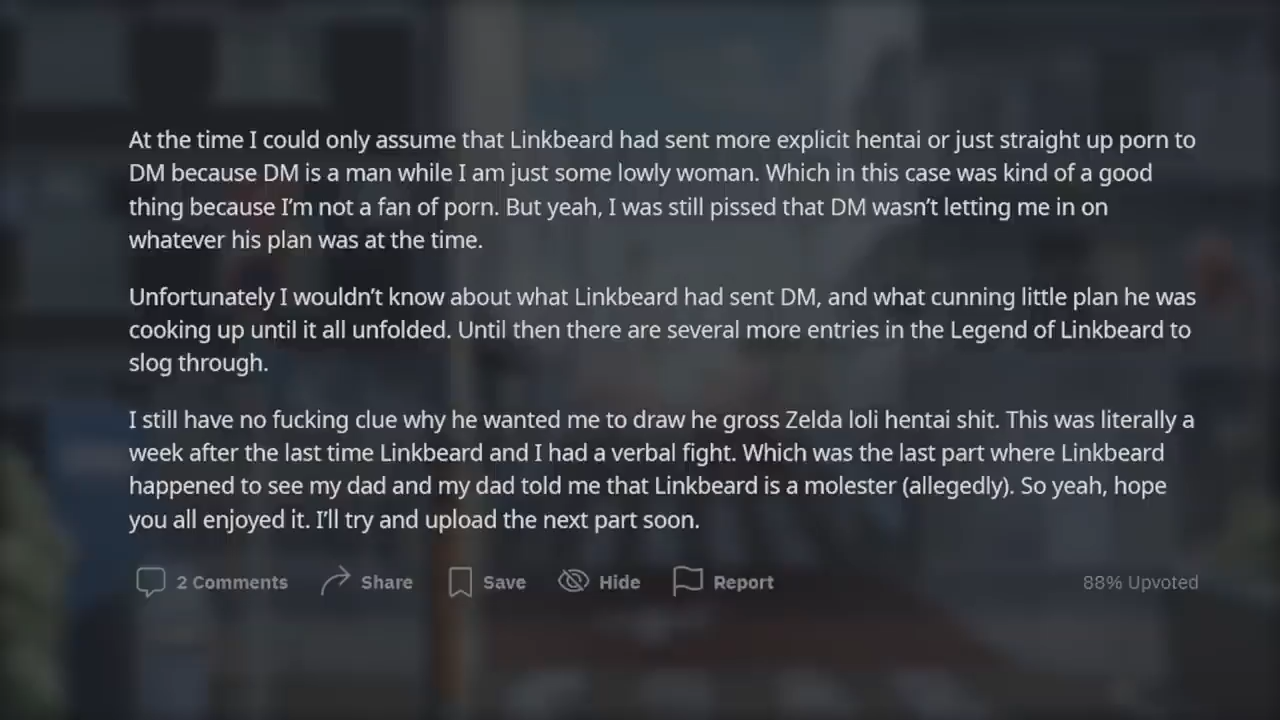 At the time I could only assume that Linkbeard had sent more explicit hentai or just straight up porn to
DM because DM is a man while I am just some lowly woman. Which in this case was kind of a good
thing because I'm not a fan of porn. But yeah, I was still pissed that DM wasn't letting me in on
whatever his plan was at the time.
Unfortunately I wouldn't know about what Linkbeard had sent DM, and what cunning little plan he was
cooking up until it all unfolded. Until then there are several more entries in the Legend of Linkbeard to
slog through.
I still have no fucking clue why he wanted me to draw he gross Zelda loli hentai shit. This was literally a
week after the last time Linkbeard and I had a verbal fight. Which was the last part where Linkbeard
happened to see my dad and my dad told me that Linkbeard is a molester (allegedly). So yeah, hope
you all enjoyed it. I'll try and upload the next part soon.
2 Comments Share Save Hide Report 88% Upvoted